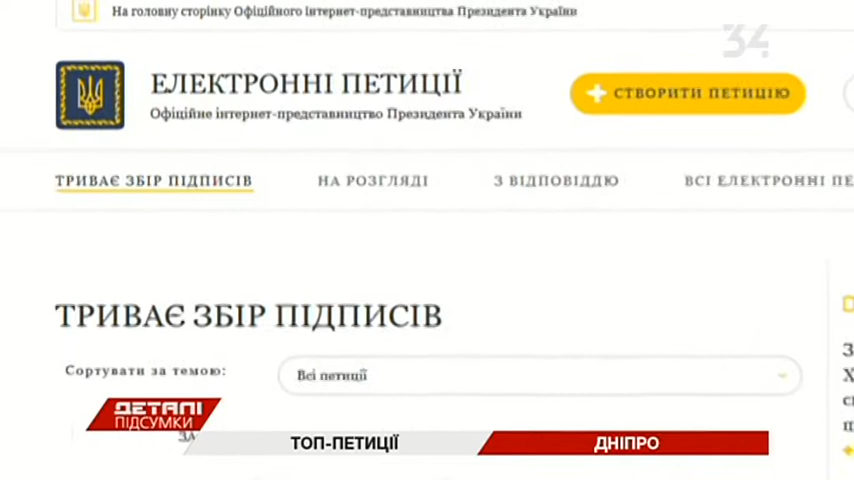 На головну сторінку Офіційного інтернет-представництва Президента України
34
ЕЛЕКТРОННІ ПЕТИЦІЇ
Офіційне інтернет-представництво Президента України
СТВОРИТИ ПЕТИЦІЮ
ТРИВАЄ ЗБІР ПІДПИСІВ
НА РОЗГЛЯДІ
З ВІДПОВІДДЮ
ВСІ ЕЛЕКТРОННІ ПЕ
ТРИВАЄ ЗБІР ПІДПИСІВ
Сортувати за темою:
Всі петиції
ДЕТАЛІ
ПІДСУМКИ
ТОП-ПЕТИЦІЇ
ДНІПРО